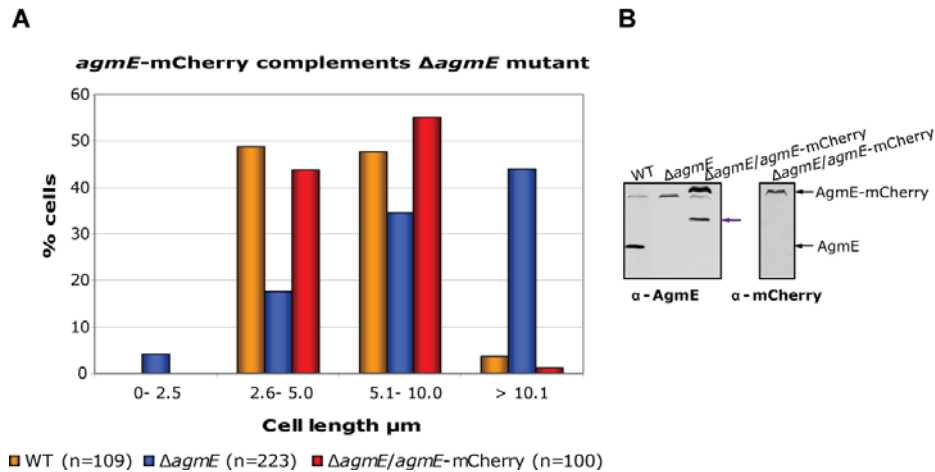 A
agmE-mCherry complements ΔagmE mutant
60
50
40
30
20
10
0
% cells
0- 2.5
2.6- 5.0
5.1- 10.0
> 10.1
Cell length µm
WT (n=109) ΔagmE (n=223) ΔagmE/agmE-mCherry (n=100)
B
WT
ΔagmE
ΔagmE/agmE-mCherry
ΔagmE/agmE-mCherry
AgmE-mCherry
AgmE
α-AgmE
α-mCherry